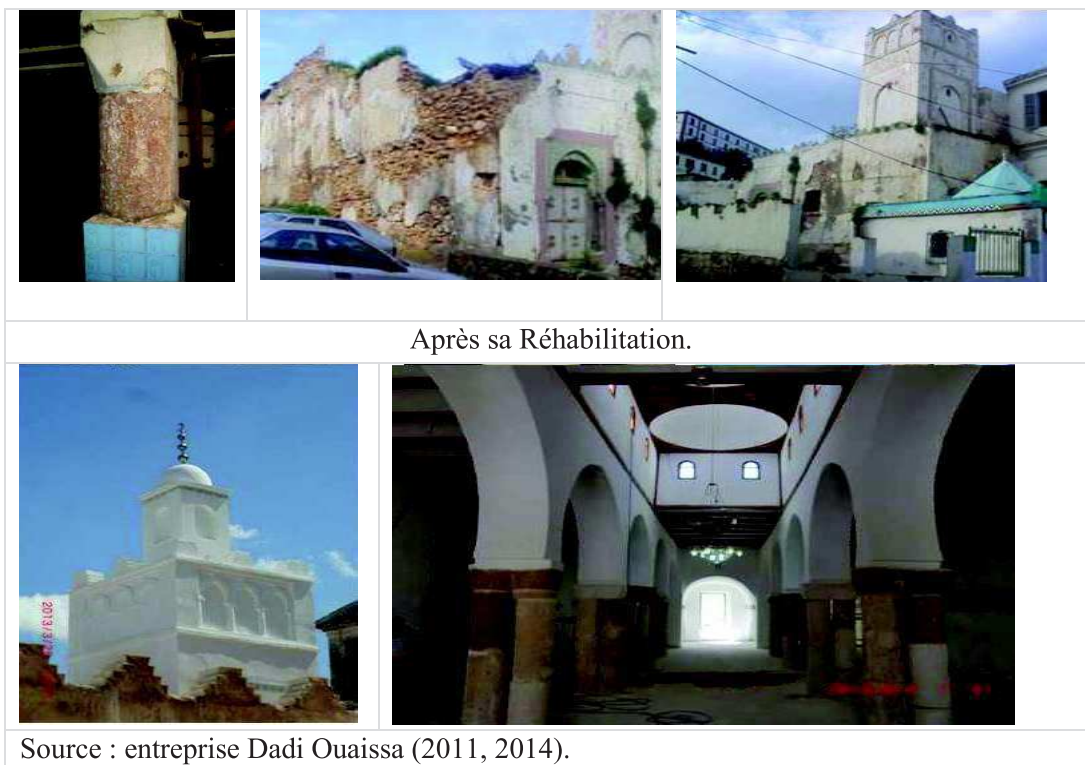 Après sa Réhabilitation.
Source : entreprise Dadi Ouaissa (2011, 2014).